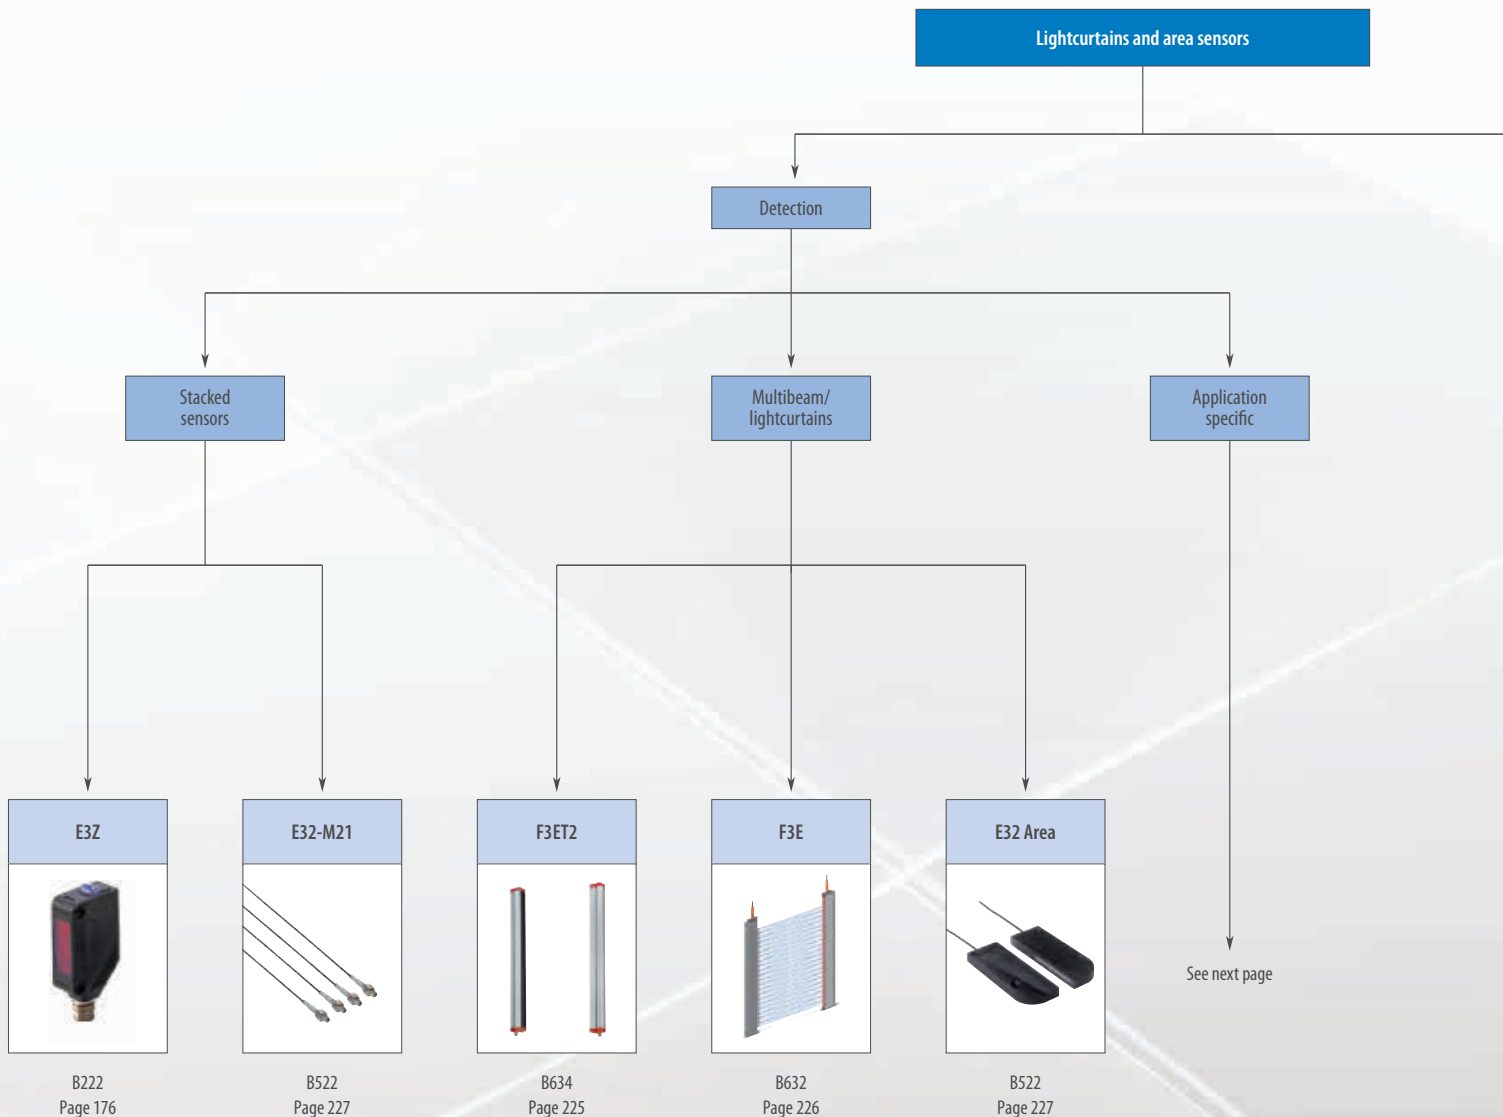 Lightcurtains and area sensors
Detection
Stacked
sensors
Multibeam/
lightcurtains
Application
specific
E3Z
E32-M21
F3ET2
F3E
E32 Area
See next page
B222
Page 176
B522
Page 227
B634
Page 225
B632
Page 226
B522
Page 227